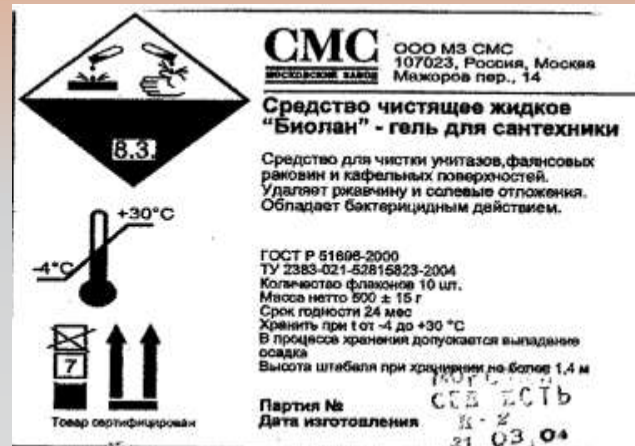 СМС
МОСКОВСКИЙ ЗАВОД
ООО МЗ СМС
107023, Россия, Москва
Мажоров пер., 14
8.3.
Средство чистящее жидкое
"Биолан" - гель для сантехники
Средство для чистки унитазов,фаянсовых
раковин и кафельных поверхностей.
Удаляет ржавчину и солевые отложения.
Обладает бактерицидным действием.
+30°C
-4°C
ГОСТ Р 51696-2000
ТУ 2383-021-52815823-2004
Количество флаконов 10 шт.
Масса нетто 500 ± 15 г
Срок годности 24 мес
Хранить при t от -4 до +30 °C
В процессе хранения допускается выпадание
осадка
Высота штабеля при хранении не более 1,4 м
7
Товар сертифицирован
Партия №
Дата изготовления
03,04